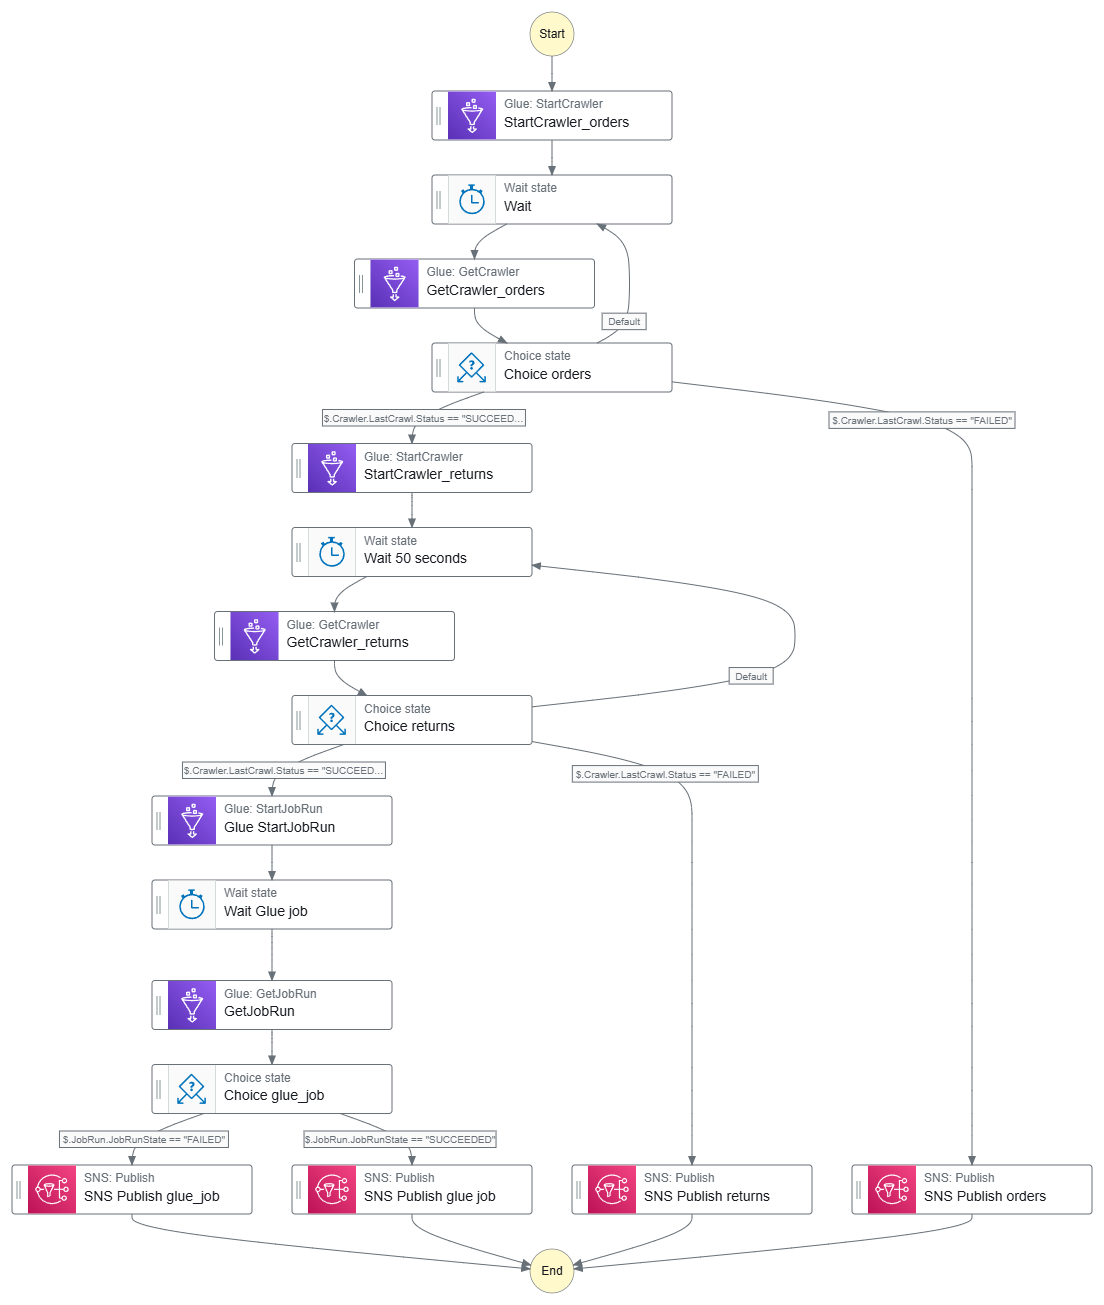 Start
Glue: StartCrawler
StartCrawler_orders
Wait state
Wait
Glue: GetCrawler
GetCrawler_orders
Default
Choice state
Choice orders
$.Crawler.LastCrawl.Status == "SUCCEED...
$.Crawler.LastCrawl.Status == "FAILED"
Glue: StartCrawler
StartCrawler_returns
Wait state
Wait 50 seconds
Glue: GetCrawler
GetCrawler_returns
Default
Choice state
Choice returns
$.Crawler.LastCrawl.Status == "SUCCEED...
$.Crawler.LastCrawl.Status == "FAILED"
Glue: StartJobRun
Glue StartJobRun
Wait state
Wait Glue job
Glue: GetJobRun
GetJobRun
Choice state
Choice glue_job
$.JobRun.JobRunState == "FAILED"
$.JobRun.JobRunState == "SUCCEEDED"
SNS: Publish
SNS Publish glue_job
SNS: Publish
SNS Publish glue job
SNS: Publish
SNS Publish returns
SNS: Publish
SNS Publish orders
End